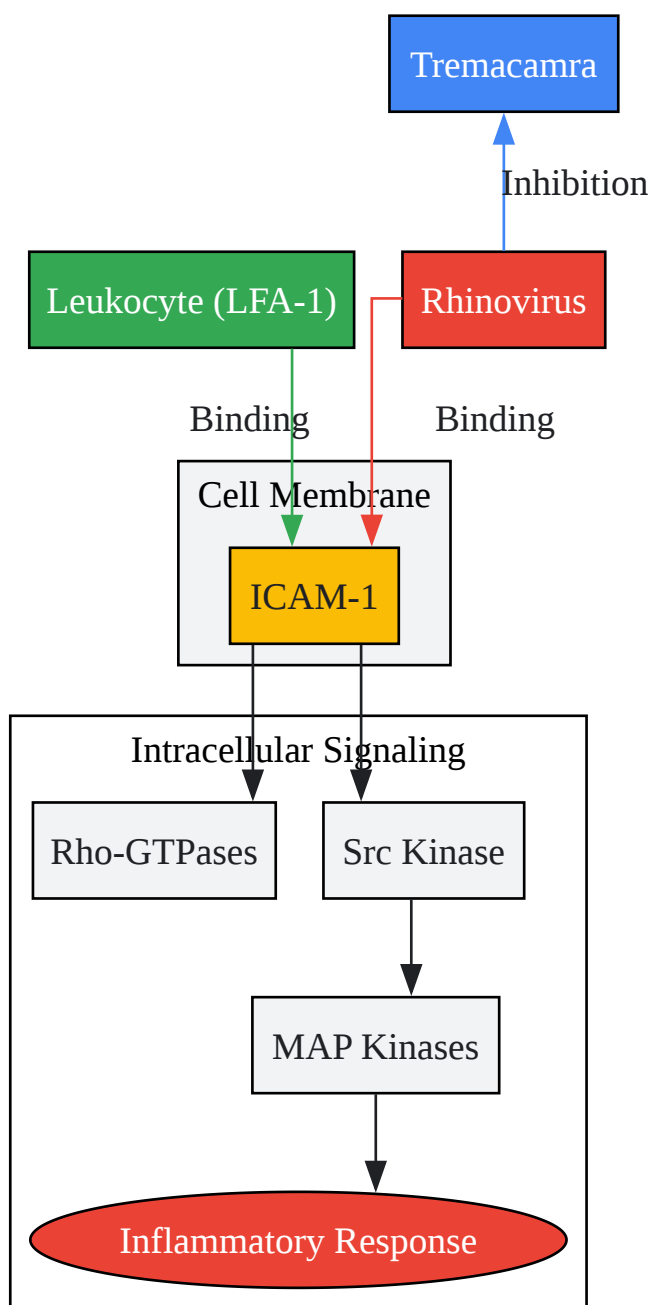 Tremacamra
Inhibition
Leukocyte (LFA-1)
Rhinovirus
Binding
Binding
Cell Membrane
ICAM-1
Intracellular Signaling
Rho-GTPases
Src Kinase
MAP Kinases
Inflammatory Response